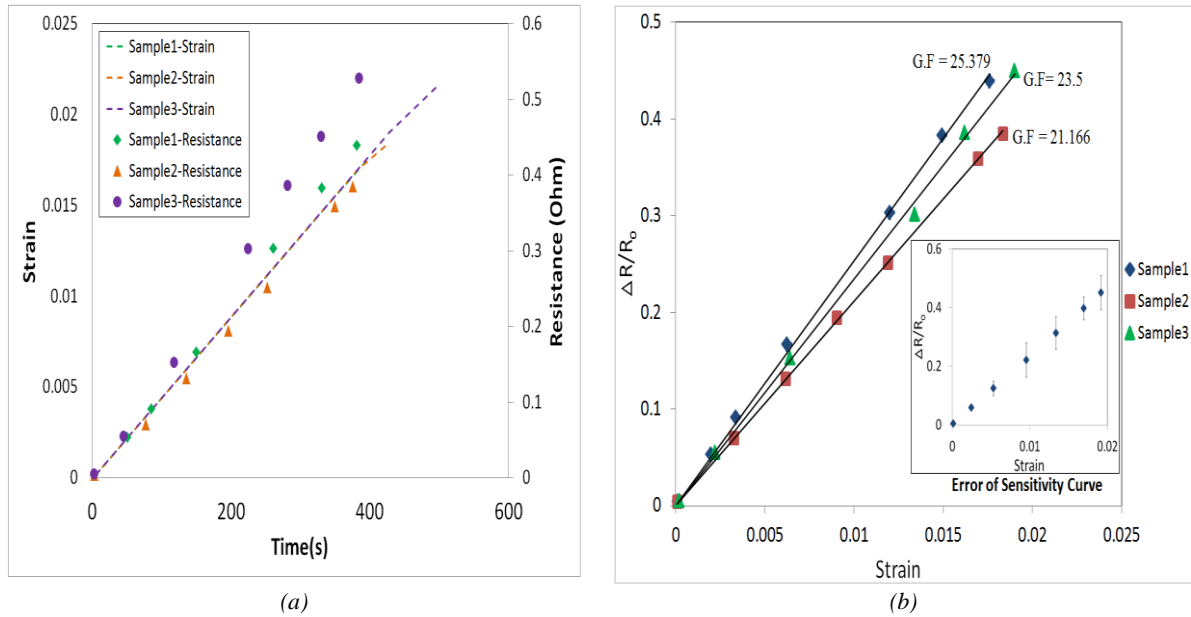 0.025
0.02
0.015
0.01
0.005
0
Strain
Sample1-Strain
Sample2-Strain
Sample3-Strain
Sample1-Resistance
Sample2-Resistance
Sample3-Resistance
0.6
0.5
0.4
0.3
0.2
0.1
0
Resistance (Ohm)
0 200 400 600
Time(s)
(a)
0.5
0.4
0.3
0.2
0.1
0
△R/Rₒ
G.F = 25.379
G.F= 23.5
G.F = 21.166
0 0.005 0.01 0.015 0.02 0.025
Strain
0.6
0.4
0.2
0
△R/Rₒ
0 0.01 0.02
Strain
Error of Sensitivity Curve
Sample1
Sample2
Sample3
(b)